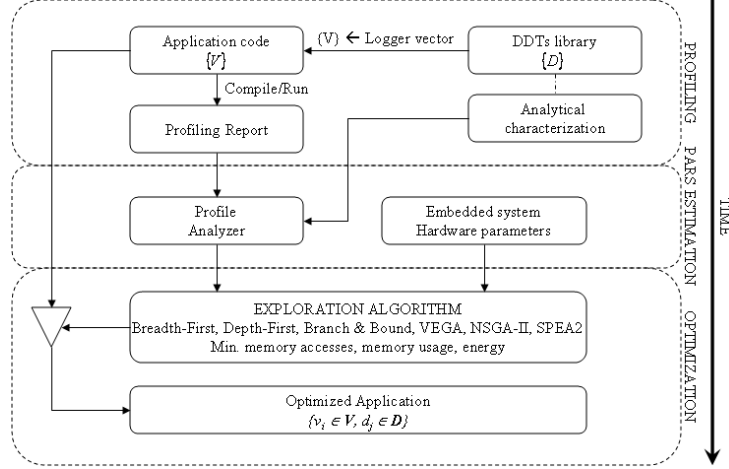 Application code
{V}
{V} ← Logger vector
DDTs library
{D}
Compile/Run
Profiling Report
Analytical
characterization
PROFILING
Profile
Analyzer
Embedded system
Hardware parameters
PARS ESTIMATION
TIME
EXPLORATION ALGORITHM
Breadth-First, Depth-First, Branch & Bound, VEGA, NSGA-II, SPEA2
Min. memory accesses, memory usage, energy
Optimized Application
{v_i ∈ V, d_j ∈ D}
OPTIMIZATION